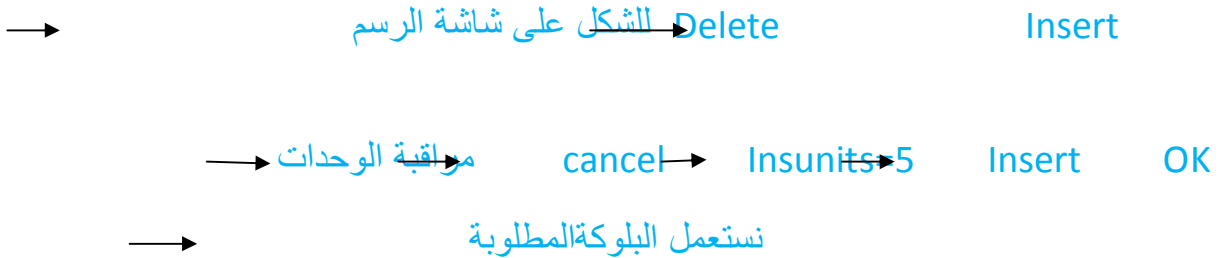 → للشكل على شاشة الرسم Delete → Insert
→ مراقبة الوحدات → cancel → Insunits=5 → Insert OK
→ نستعمل البلوكةالمطلوبة